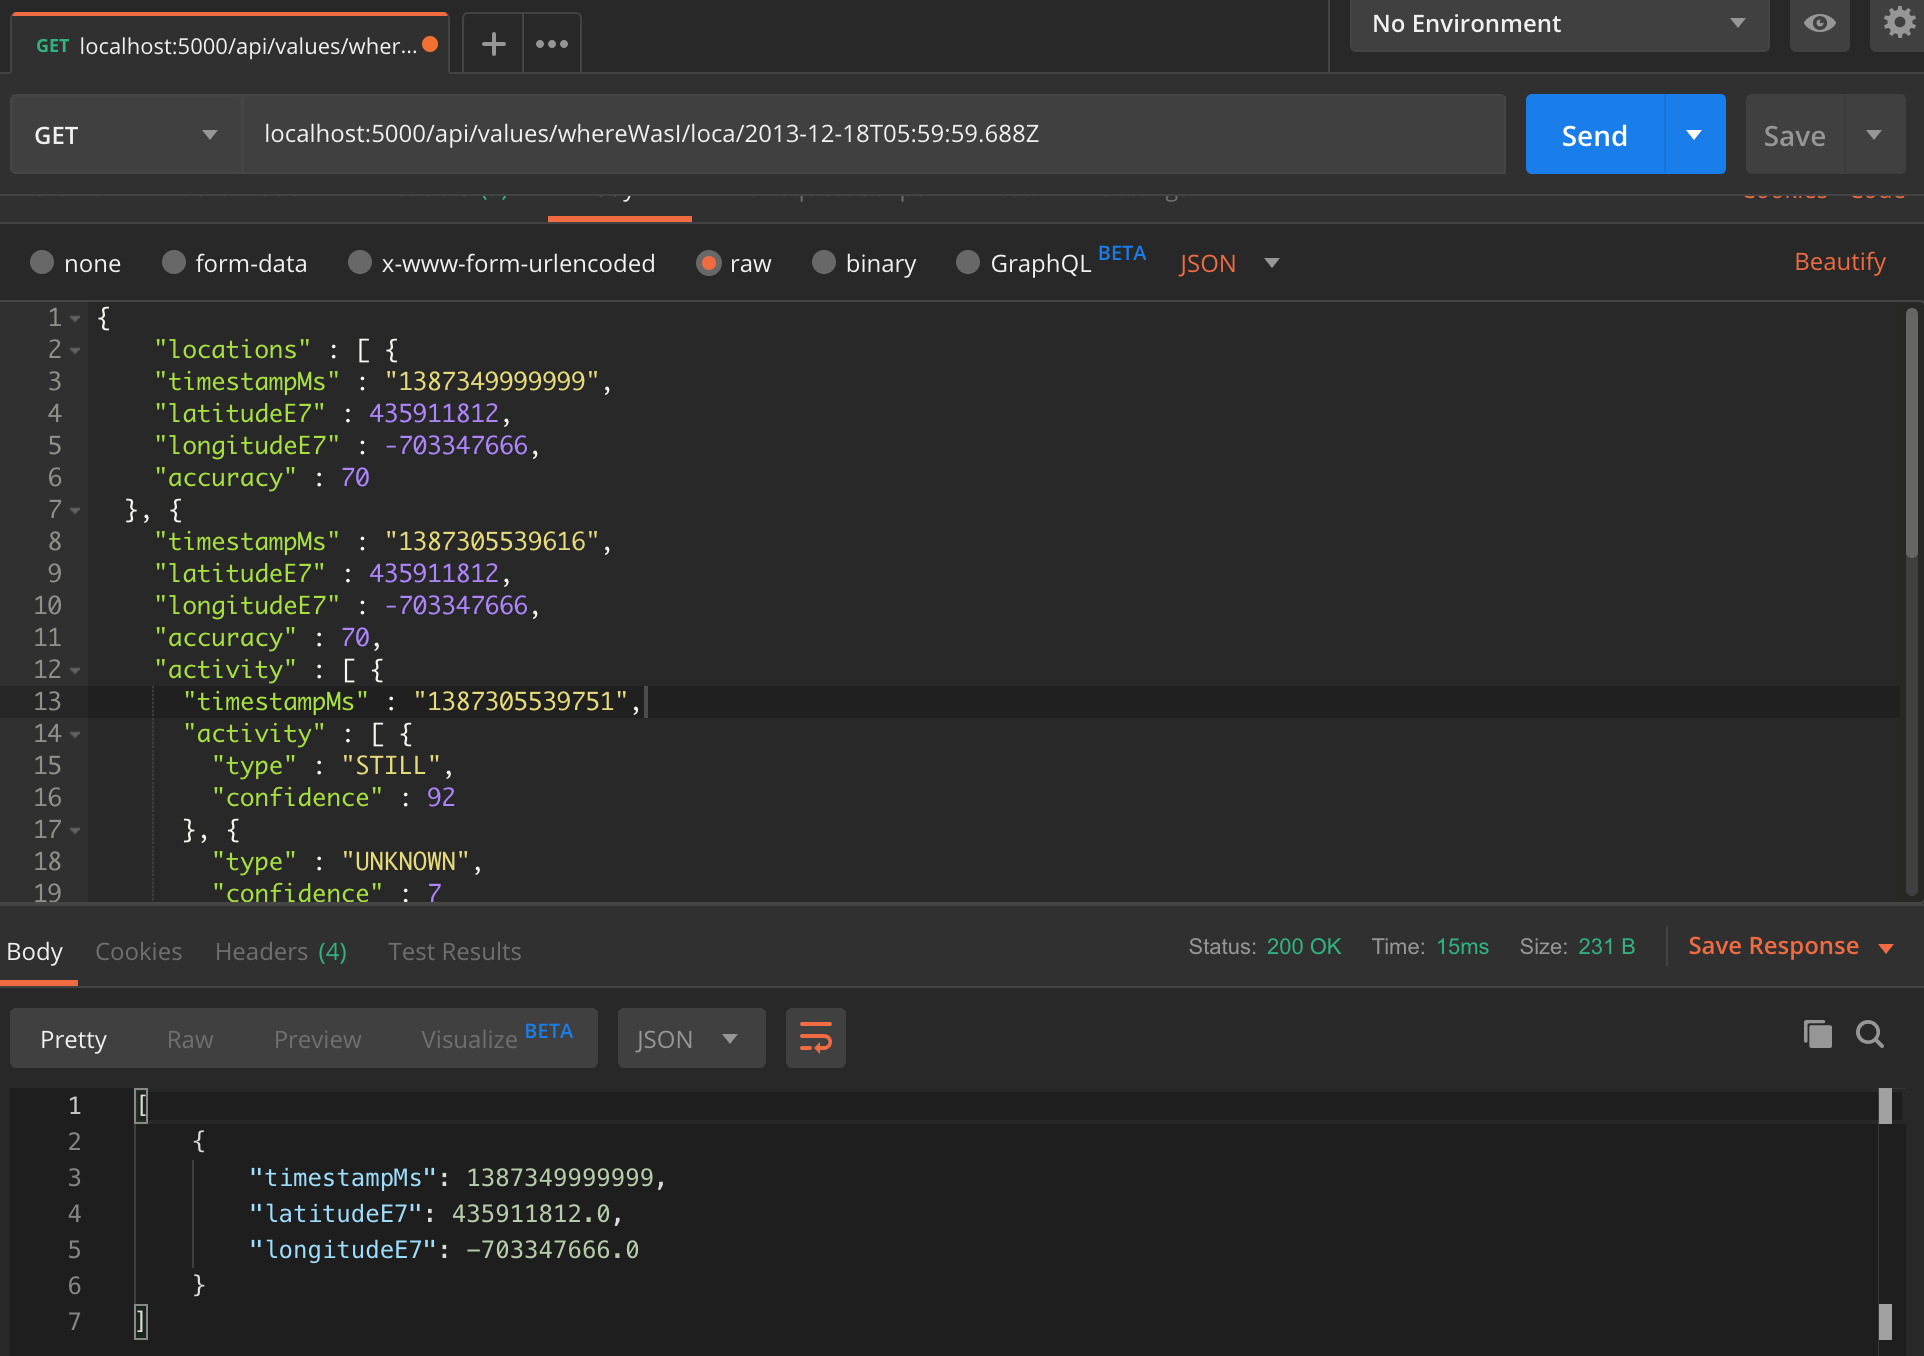 GET localhost:5000/api/values/wher...
No Environment
GET localhost:5000/api/values/whereWasI/loca/2013-12-18T05:59:59.688Z Send Save
none form-data x-www-form-urlencoded raw binary GraphQL BETA JSON Beautify
1 {
2 "locations" : [ {
3 "timestampMs" : "1387349999999",
4 "latitudeE7" : 435911812,
5 "longitudeE7" : -703347666,
6 "accuracy" : 70
7 }, {
8 "timestampMs" : "1387305539616",
9 "latitudeE7" : 435911812,
10 "longitudeE7" : -703347666,
11 "accuracy" : 70,
12 "activity" : [ {
13 "timestampMs" : "1387305539751",
14 "activity" : [ {
15 "type" : "STILL",
16 "confidence" : 92
17 }, {
18 "type" : "UNKNOWN",
19 "confidence" : 7
Body Cookies Headers (4) Test Results Status: 200 OK Time: 15ms Size: 231 B Save Response
Pretty Raw Preview Visualize BETA JSON
1 [
2 {
3 "timestampMs": 1387349999999,
4 "latitudeE7": 435911812.0,
5 "longitudeE7": -703347666.0
6 }
7 ]